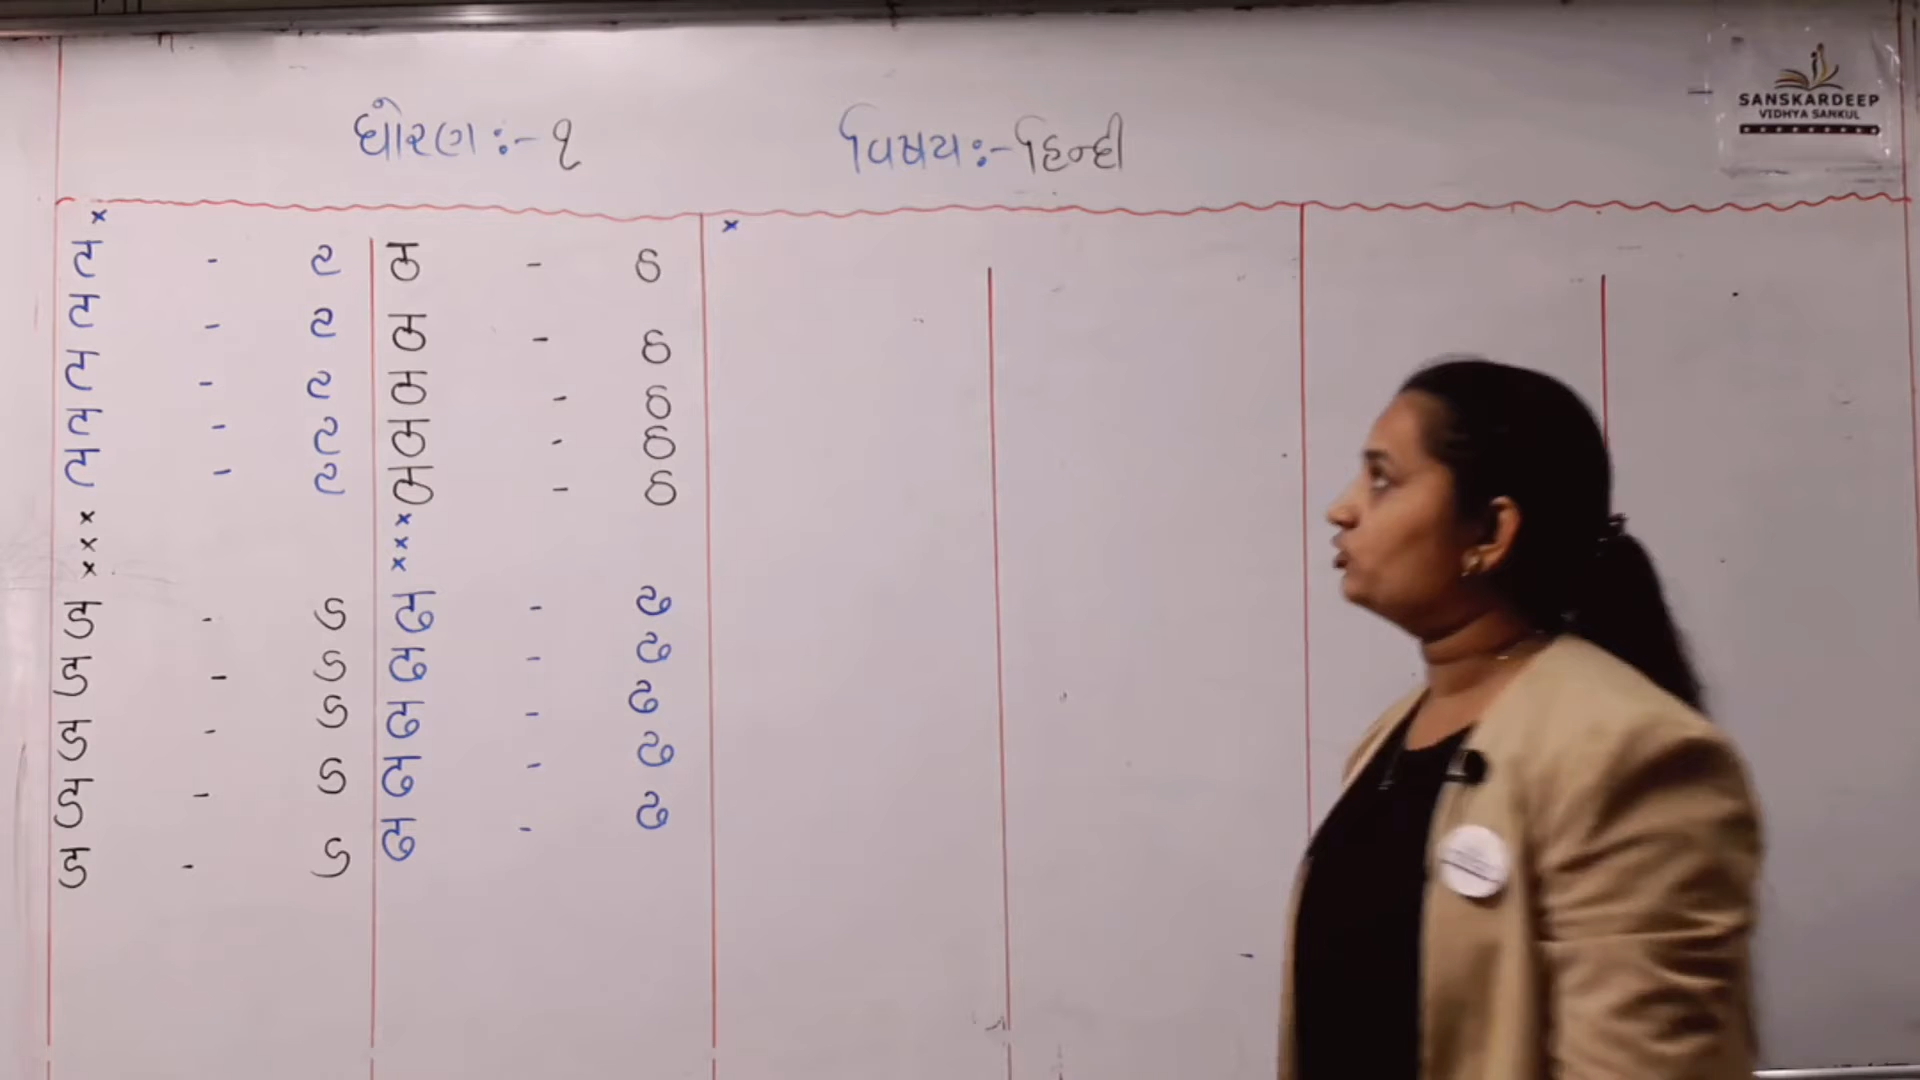 ધોરણ :- ૧ વિષય :- હિન્દી
SANSKARDEEP
VIDHYA SANKUL
×
ट - ટ
ट - ટ
ट - ટ
ट - ટ
ट - ટ
× × ×
ड - ડ
ड - ડ
ड - ડ
ड - ડ
ड - ડ
ठ - ઠ
ठ - ઠ
ठ - ઠ
ठ - ઠ
ठ - ઠ
× × ×
ढ - ઢ
ढ - ઢ
ढ - ઢ
ढ - ઢ
ढ - ઢ
×